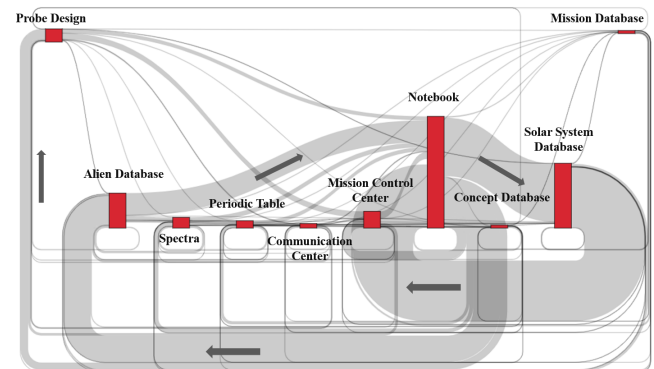 Probe Design
Mission Database
Notebook
Solar System
Database
Alien Database
Mission Control
Center
Periodic Table
Concept Database
Spectra
Communication
Center